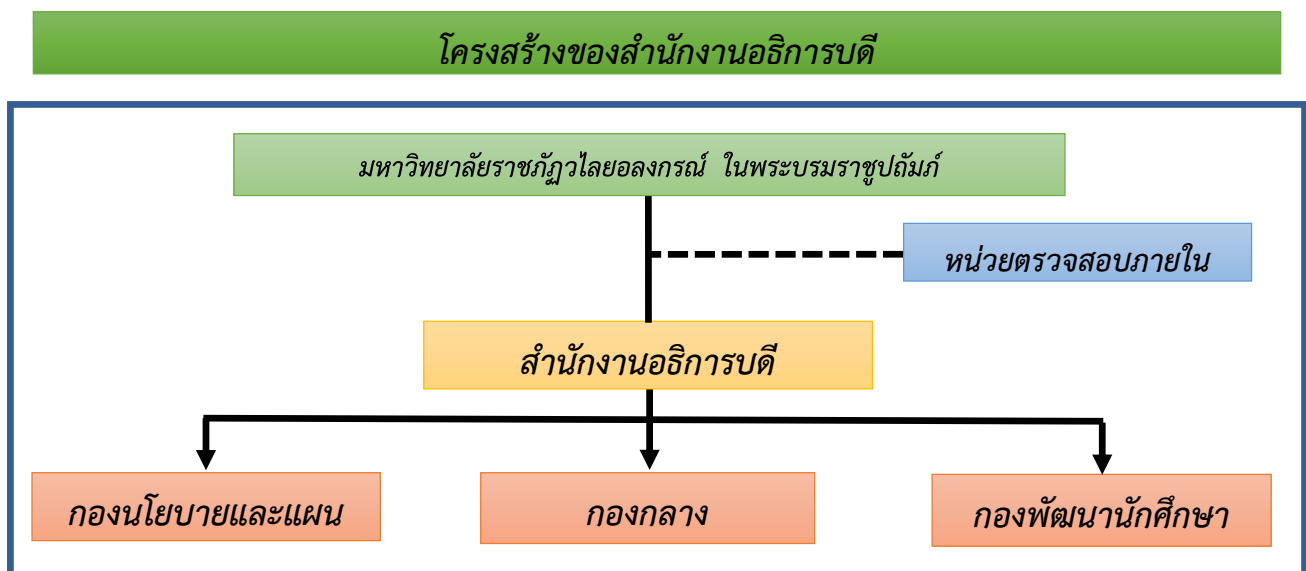 โครงสร้างของสำนักงานอธิการบดี
มหาวิทยาลัยราชภัฏวไลยอลงกรณ์ ในพระบรมราชูปถัมภ์
หน่วยตรวจสอบภายใน
สำนักงานอธิการบดี
กองนโยบายและแผน
กองกลาง
กองพัฒนานักศึกษา